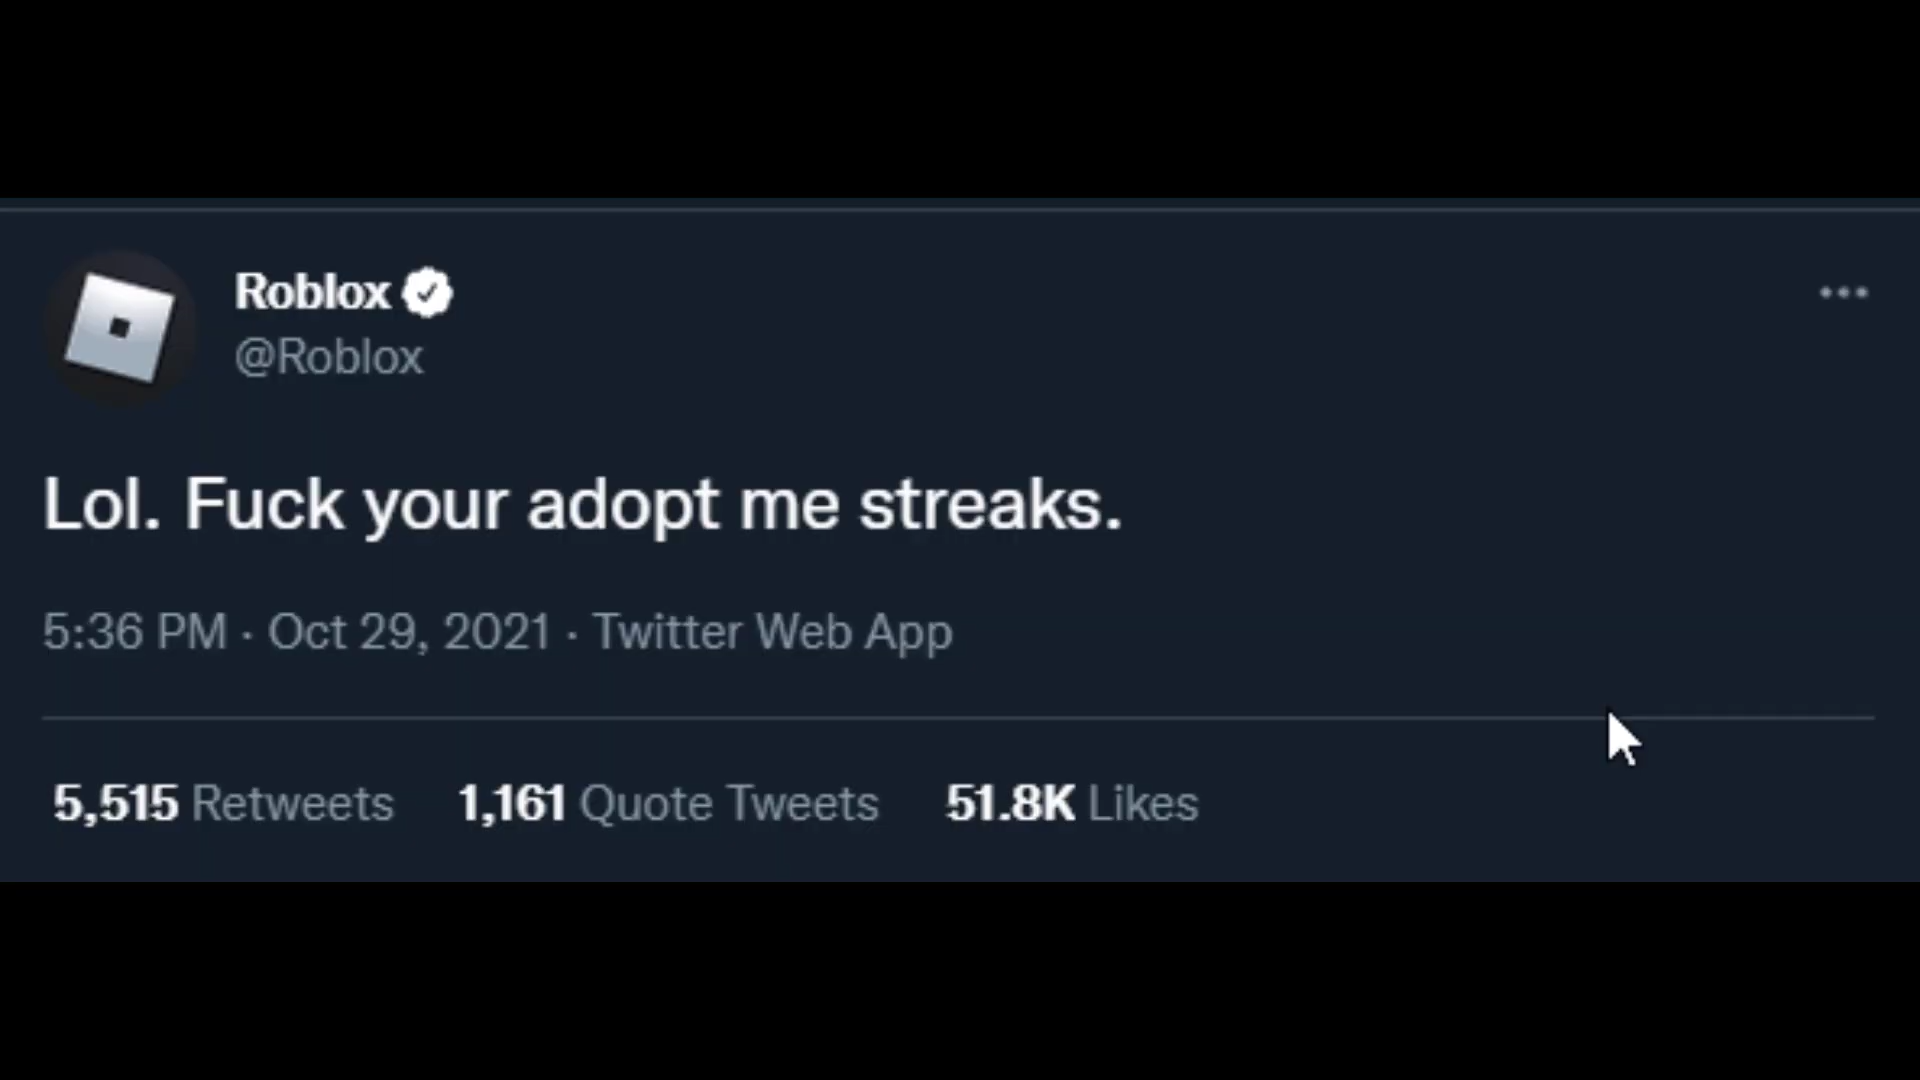 Roblox
@Roblox
Lol. Fuck your adopt me streaks.
5:36 PM · Oct 29, 2021 · Twitter Web App
5,515 Retweets 1,161 Quote Tweets 51.8K Likes